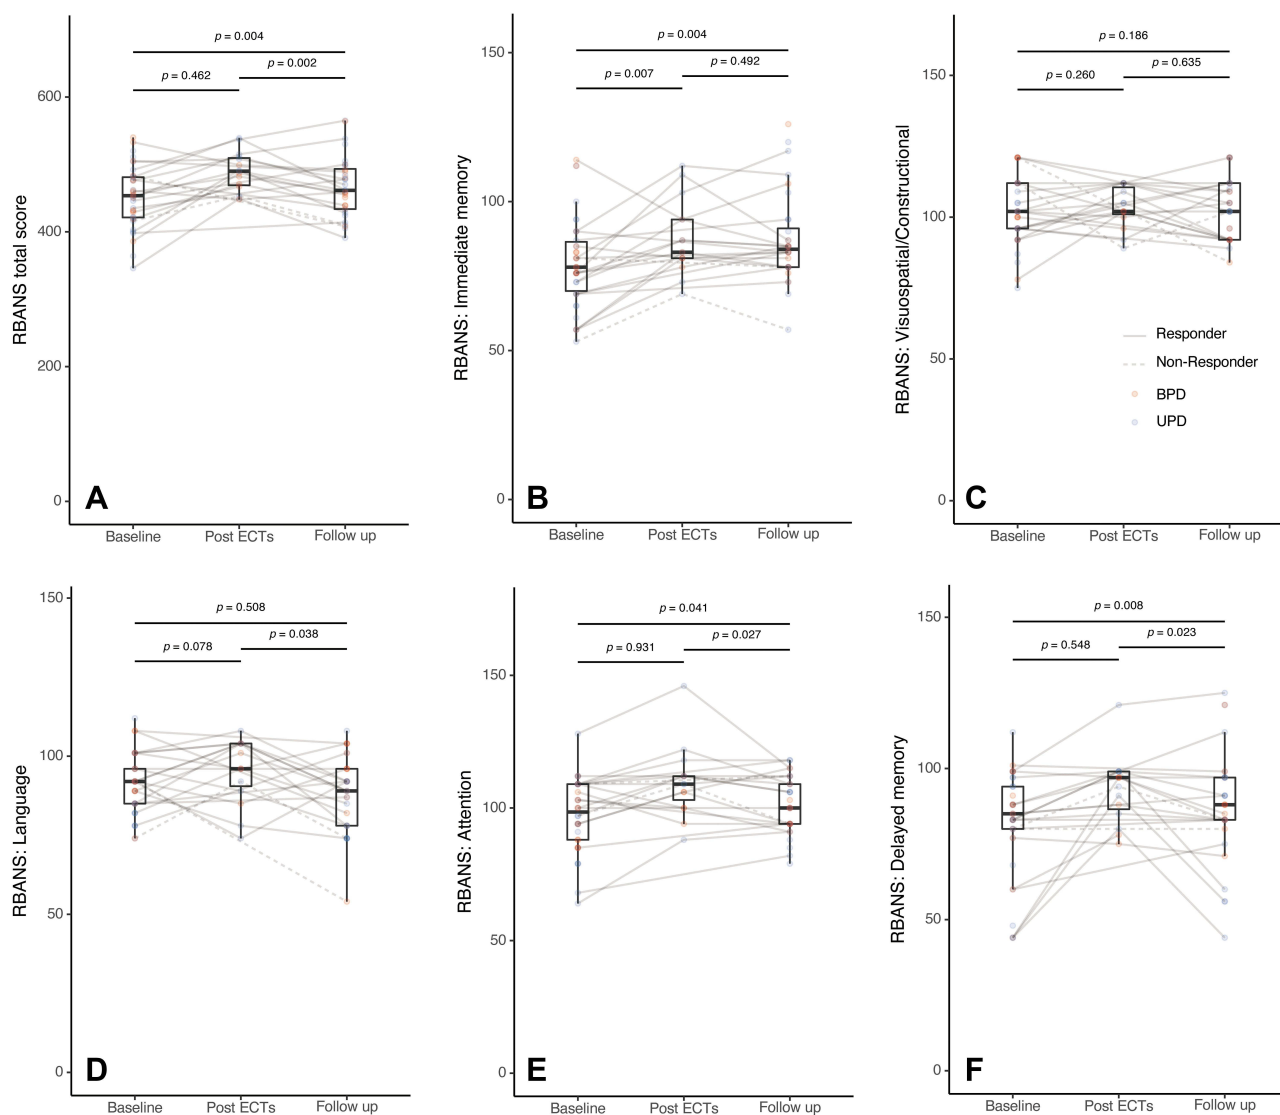 p = 0.004
p = 0.462
p = 0.002
RBANS total score
600
400
200
0
A
Baseline
Post ECTs
Follow up
p = 0.004
p = 0.007
p = 0.492
RBANS: Immediate memory
150
100
50
0
B
Baseline
Post ECTs
Follow up
p = 0.186
p = 0.260
p = 0.635
RBANS: Visuospatial/Constructional
150
100
50
0
Responder
Non-Responder
BPD
UPD
C
Baseline
Post ECTs
Follow up
p = 0.508
p = 0.078
p = 0.038
RBANS: Language
150
100
50
0
D
Baseline
Post ECTs
Follow up
p = 0.041
p = 0.931
p = 0.027
RBANS: Attention
150
100
50
0
E
Baseline
Post ECTs
Follow up
p = 0.008
p = 0.548
p = 0.023
RBANS: Delayed memory
150
100
50
0
F
Baseline
Post ECTs
Follow up